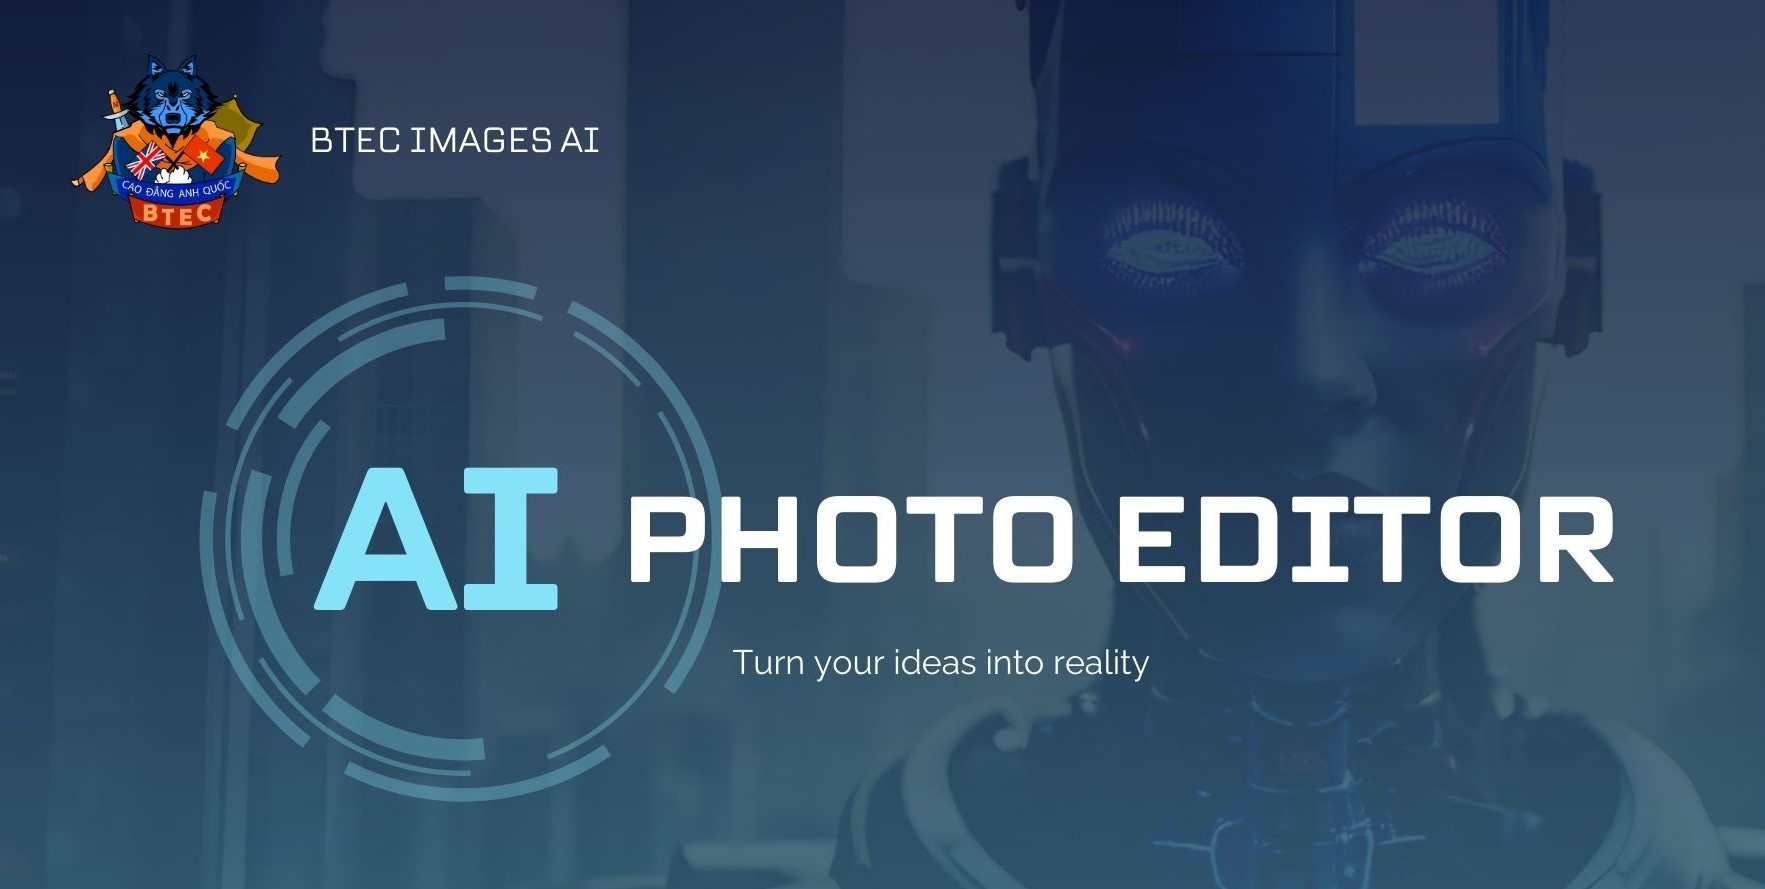 BTEC IMAGES AI
CAO ĐẲNG ANH QUỐC
BTEC
AI PHOTO EDITOR
Turn your ideas into reality